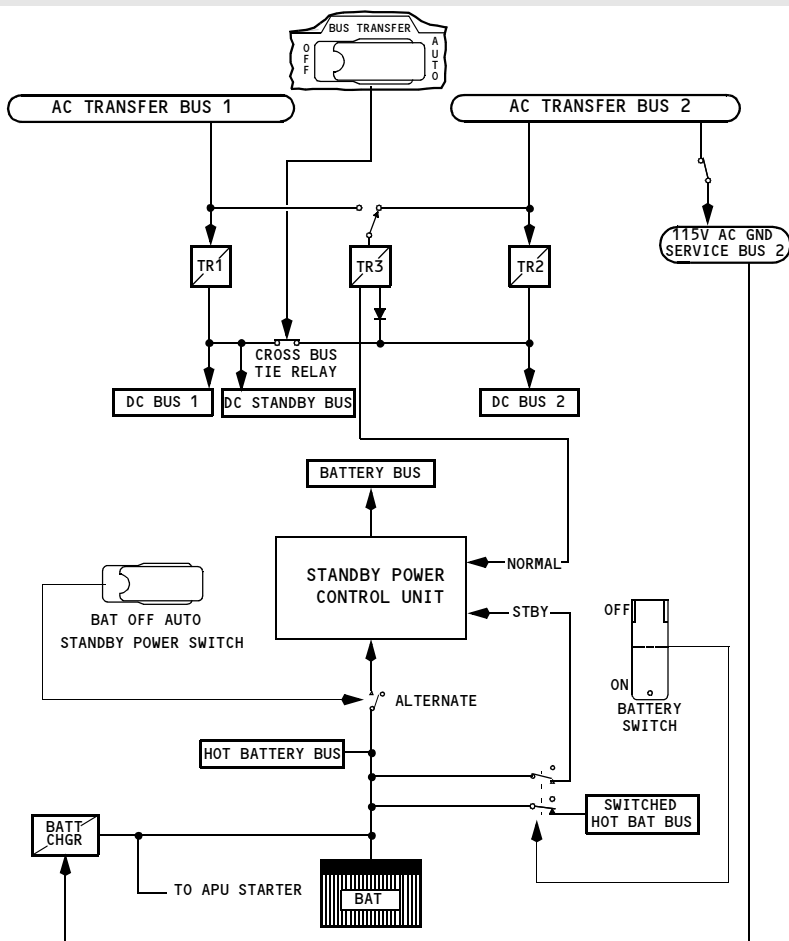 BUS TRANSFER
OFF
AUTO
AC TRANSFER BUS 1
AC TRANSFER BUS 2
115V AC GND
SERVICE BUS 2
TR1
TR3
TR2
CROSS BUS
TIE RELAY
DC BUS 1
DC STANDBY BUS
DC BUS 2
BATTERY BUS
STANDBY POWER
CONTROL UNIT
NORMAL
STBY
BAT OFF AUTO
STANDBY POWER SWITCH
OFF
ON
BATTERY
SWITCH
ALTERNATE
HOT BATTERY BUS
SWITCHED
HOT BAT BUS
BATT
CHGR
TO APU STARTER
BAT